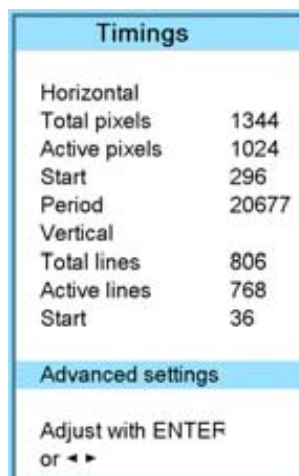 Timings
Horizontal
Total pixels 1344
Active pixels 1024
Start 296
Period 20677
Vertical
Total lines 806
Active lines 768
Start 36
Advanced settings
Adjust with ENTER
or ◄ ►